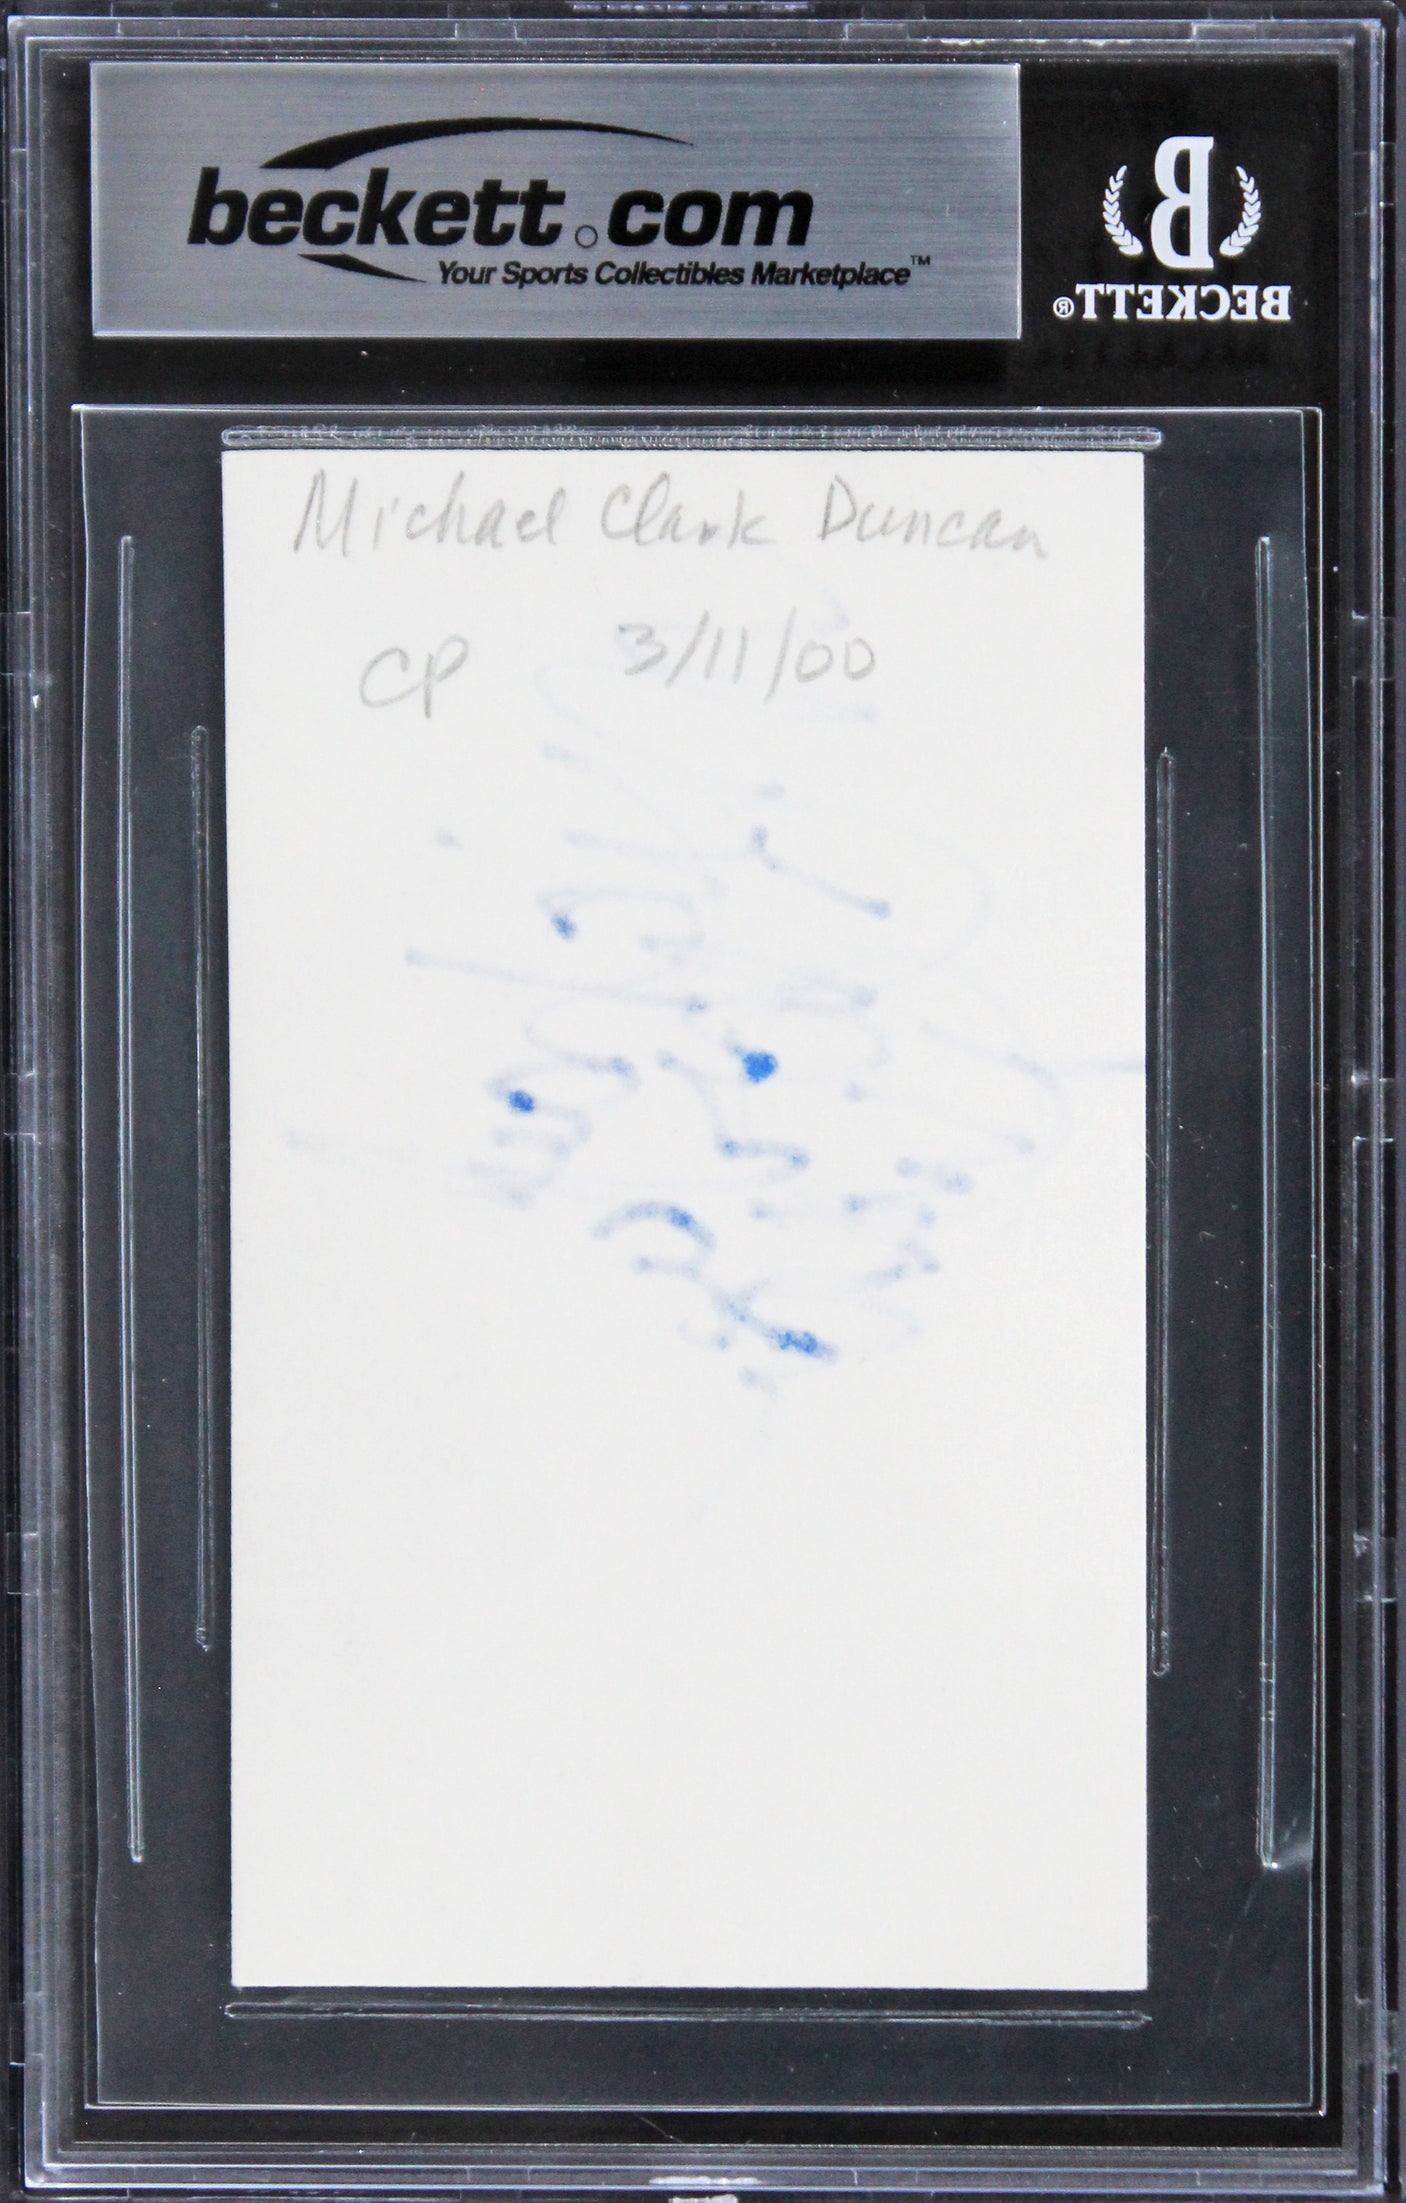 beckett.com
Your Sports Collectibles Marketplace™
BECKETT®
Michael Clark Duncan
CP 3/11/00